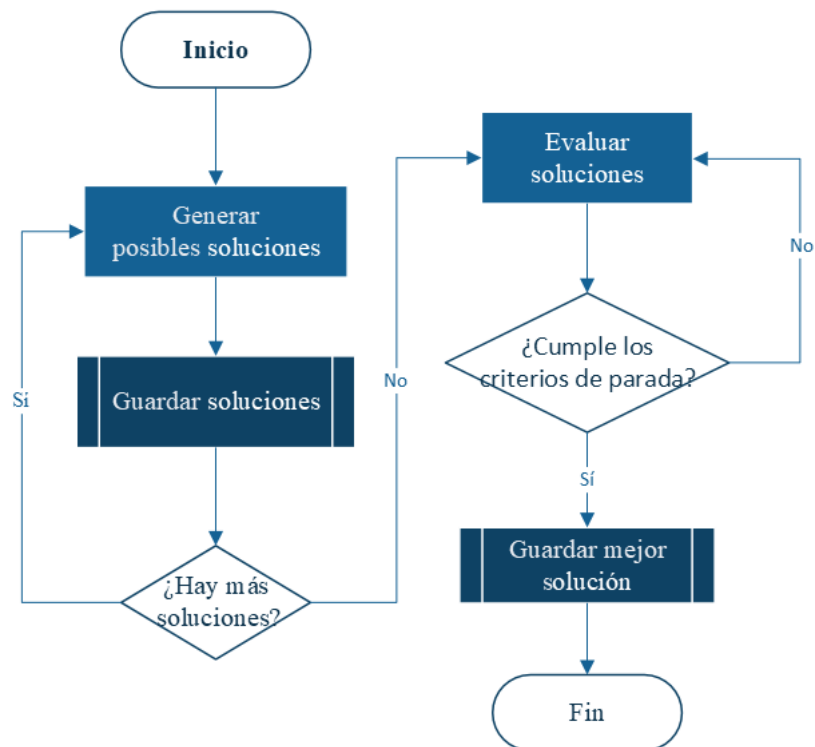 Inicio
Generar
posibles soluciones
Guardar soluciones
Sí
¿Hay más
soluciones?
No
Evaluar
soluciones
No
¿Cumple los
criterios de parada?
Sí
Guardar mejor
solución
Fin